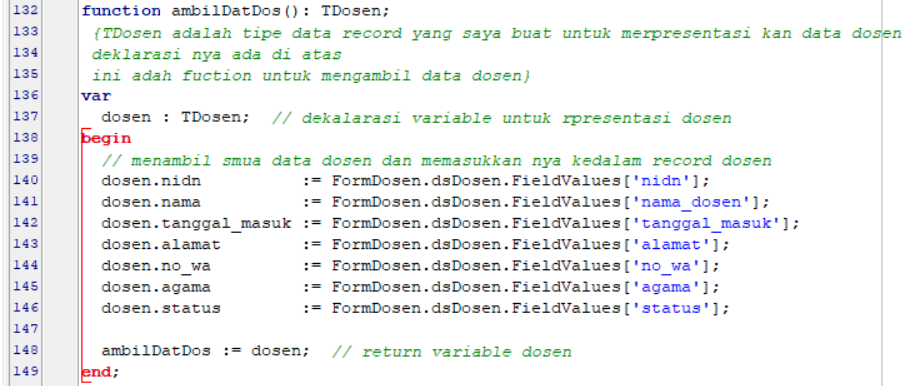 132 function ambilDatDos(): TDosen;
133 {TDosen adalah tipe data record yang saya buat untuk merpresentasi kan data dosen
134 deklarasi nya ada di atas
135 ini adah fuction untuk mengambil data dosen}
136 var
137 dosen : TDosen; // dekalarasi variable untuk rpresentasi dosen
138 begin
139 // menambil smua data dosen dan memasukkan nya kedalam record dosen
140 dosen.nidn := FormDosen.dsDosen.FieldValues['nidn'];
141 dosen.nama := FormDosen.dsDosen.FieldValues['nama_dosen'];
142 dosen.tanggal_masuk := FormDosen.dsDosen.FieldValues['tanggal_masuk'];
143 dosen.alamat := FormDosen.dsDosen.FieldValues['alamat'];
144 dosen.no_wa := FormDosen.dsDosen.FieldValues['no_wa'];
145 dosen.agama := FormDosen.dsDosen.FieldValues['agama'];
146 dosen.status := FormDosen.dsDosen.FieldValues['status'];
147
148 ambilDatDos := dosen; // return variable dosen
149 end;